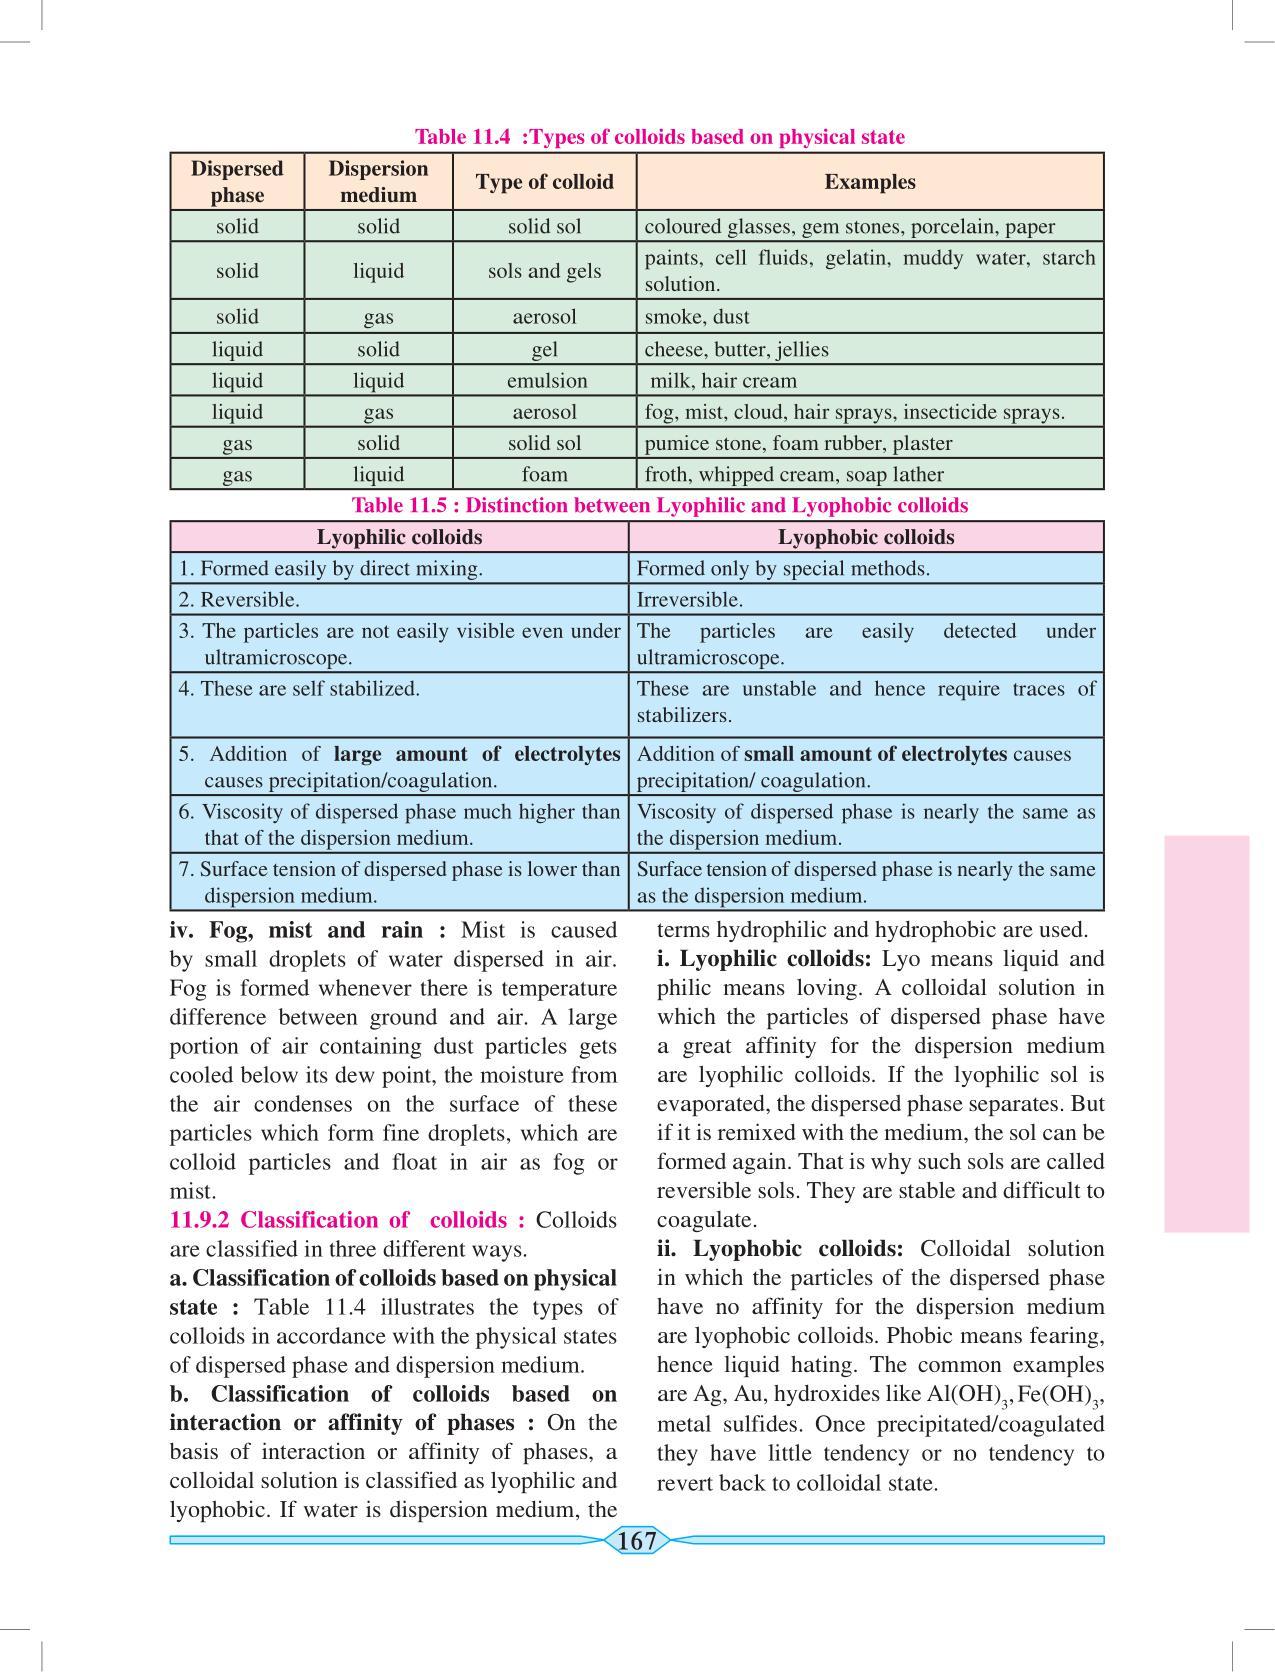 Table 11.4 :Types of colloids based on physical state
Dispersed phase
Dispersion medium
Type of colloid
Examples
solid solid solid sol coloured glasses, gem stones, porcelain, paper
solid liquid sols and gels paints, cell fluids, gelatin, muddy water, starch solution.
solid gas aerosol smoke, dust
liquid solid gel cheese, butter, jellies
liquid liquid emulsion milk, hair cream
liquid gas aerosol fog, mist, cloud, hair sprays, insecticide sprays.
gas solid solid sol pumice stone, foam rubber, plaster
gas liquid foam froth, whipped cream, soap lather
Table 11.5 : Distinction between Lyophilic and Lyophobic colloids
Lyophilic colloids Lyophobic colloids
1. Formed easily by direct mixing.
Formed only by special methods.
2. Reversible.
Irreversible.
3. The particles are not easily visible even under
ultramicroscope.
The particles are easily detected under
ultramicroscope.
4. These are self stabilized.
These are unstable and hence require traces of
stabilizers.
5. Addition of large amount of electrolytes
causes precipitation/coagulation.
Addition of small amount of electrolytes causes
precipitation/ coagulation.
6. Viscosity of dispersed phase much higher than
that of the dispersion medium.
Viscosity of dispersed phase is nearly the same as
the dispersion medium.
7. Surface tension of dispersed phase is lower than
dispersion medium.
Surface tension of dispersed phase is nearly the same
as the dispersion medium.
iv. Fog, mist and rain : Mist is caused
by small droplets of water dispersed in air.
Fog is formed whenever there is temperature
difference between ground and air. A large
portion of air containing dust particles gets
cooled below its dew point, the moisture from
the air condenses on the surface of these
particles which form fine droplets, which are
colloid particles and float in air as fog or
mist.
11.9.2 Classification of colloids : Colloids
are classified in three different ways.
a. Classification of colloids based on physical
state : Table 11.4 illustrates the types of
colloids in accordance with the physical states
of dispersed phase and dispersion medium.
b. Classification of colloids based on
interaction or affinity of phases : On the
basis of interaction or affinity of phases, a
colloidal solution is classified as lyophilic and
lyophobic. If water is dispersion medium, the
terms hydrophilic and hydrophobic are used.
i. Lyophilic colloids: Lyo means liquid and
philic means loving. A colloidal solution in
which the particles of dispersed phase have
a great affinity for the dispersion medium
are lyophilic colloids. If the lyophilic sol is
evaporated, the dispersed phase separates. But
if it is remixed with the medium, the sol can be
formed again. That is why such sols are called
reversible sols. They are stable and difficult to
coagulate.
ii. Lyophobic colloids: Colloidal solution
in which the particles of the dispersed phase
have no affinity for the dispersion medium
are lyophobic colloids. Phobic means fearing,
hence liquid hating. The common examples
are Ag, Au, hydroxides like Al(OH)₃, Fe(OH)₃,
metal sulfides. Once precipitated/coagulated
they have little tendency or no tendency to
revert back to colloidal state.
167